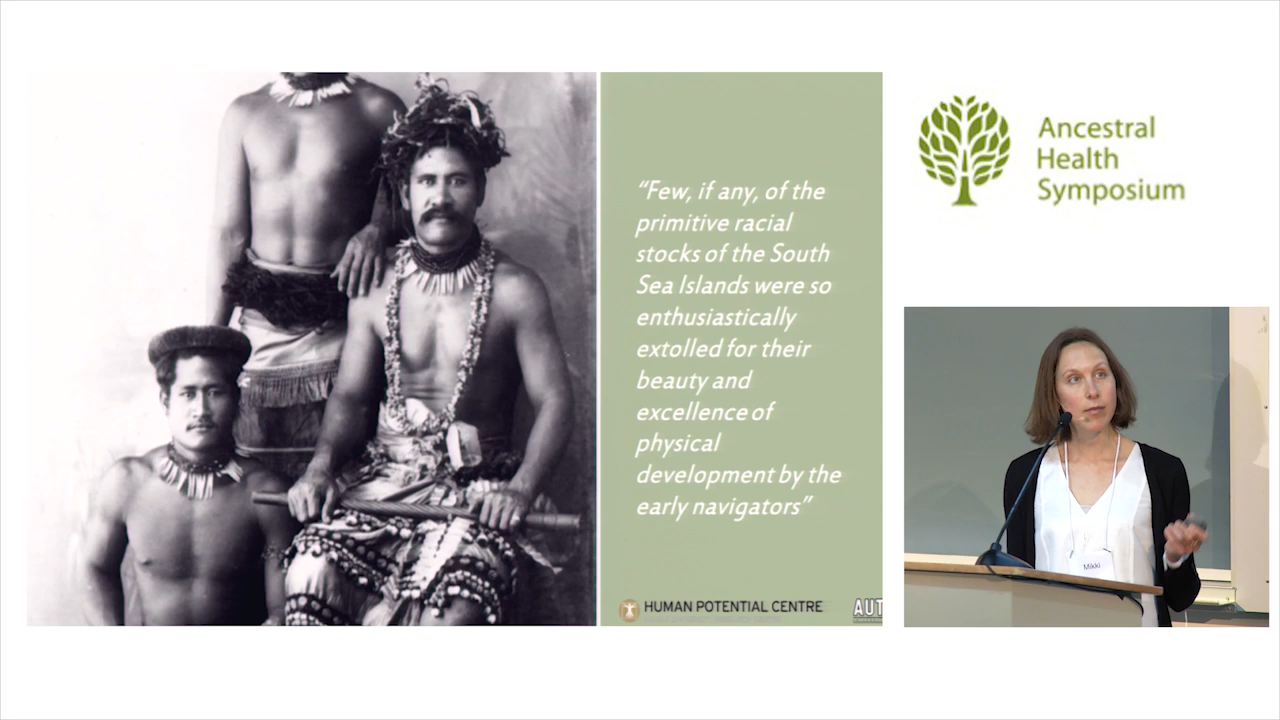 “Few, if any, of the
primitive racial
stocks of the South
Sea Islands were so
enthusiastically
extolled for their
beauty and
excellence of
physical
development by the
early navigators”
HUMAN POTENTIAL CENTRE
AUT
Ancestral
Health
Symposium
Mikki